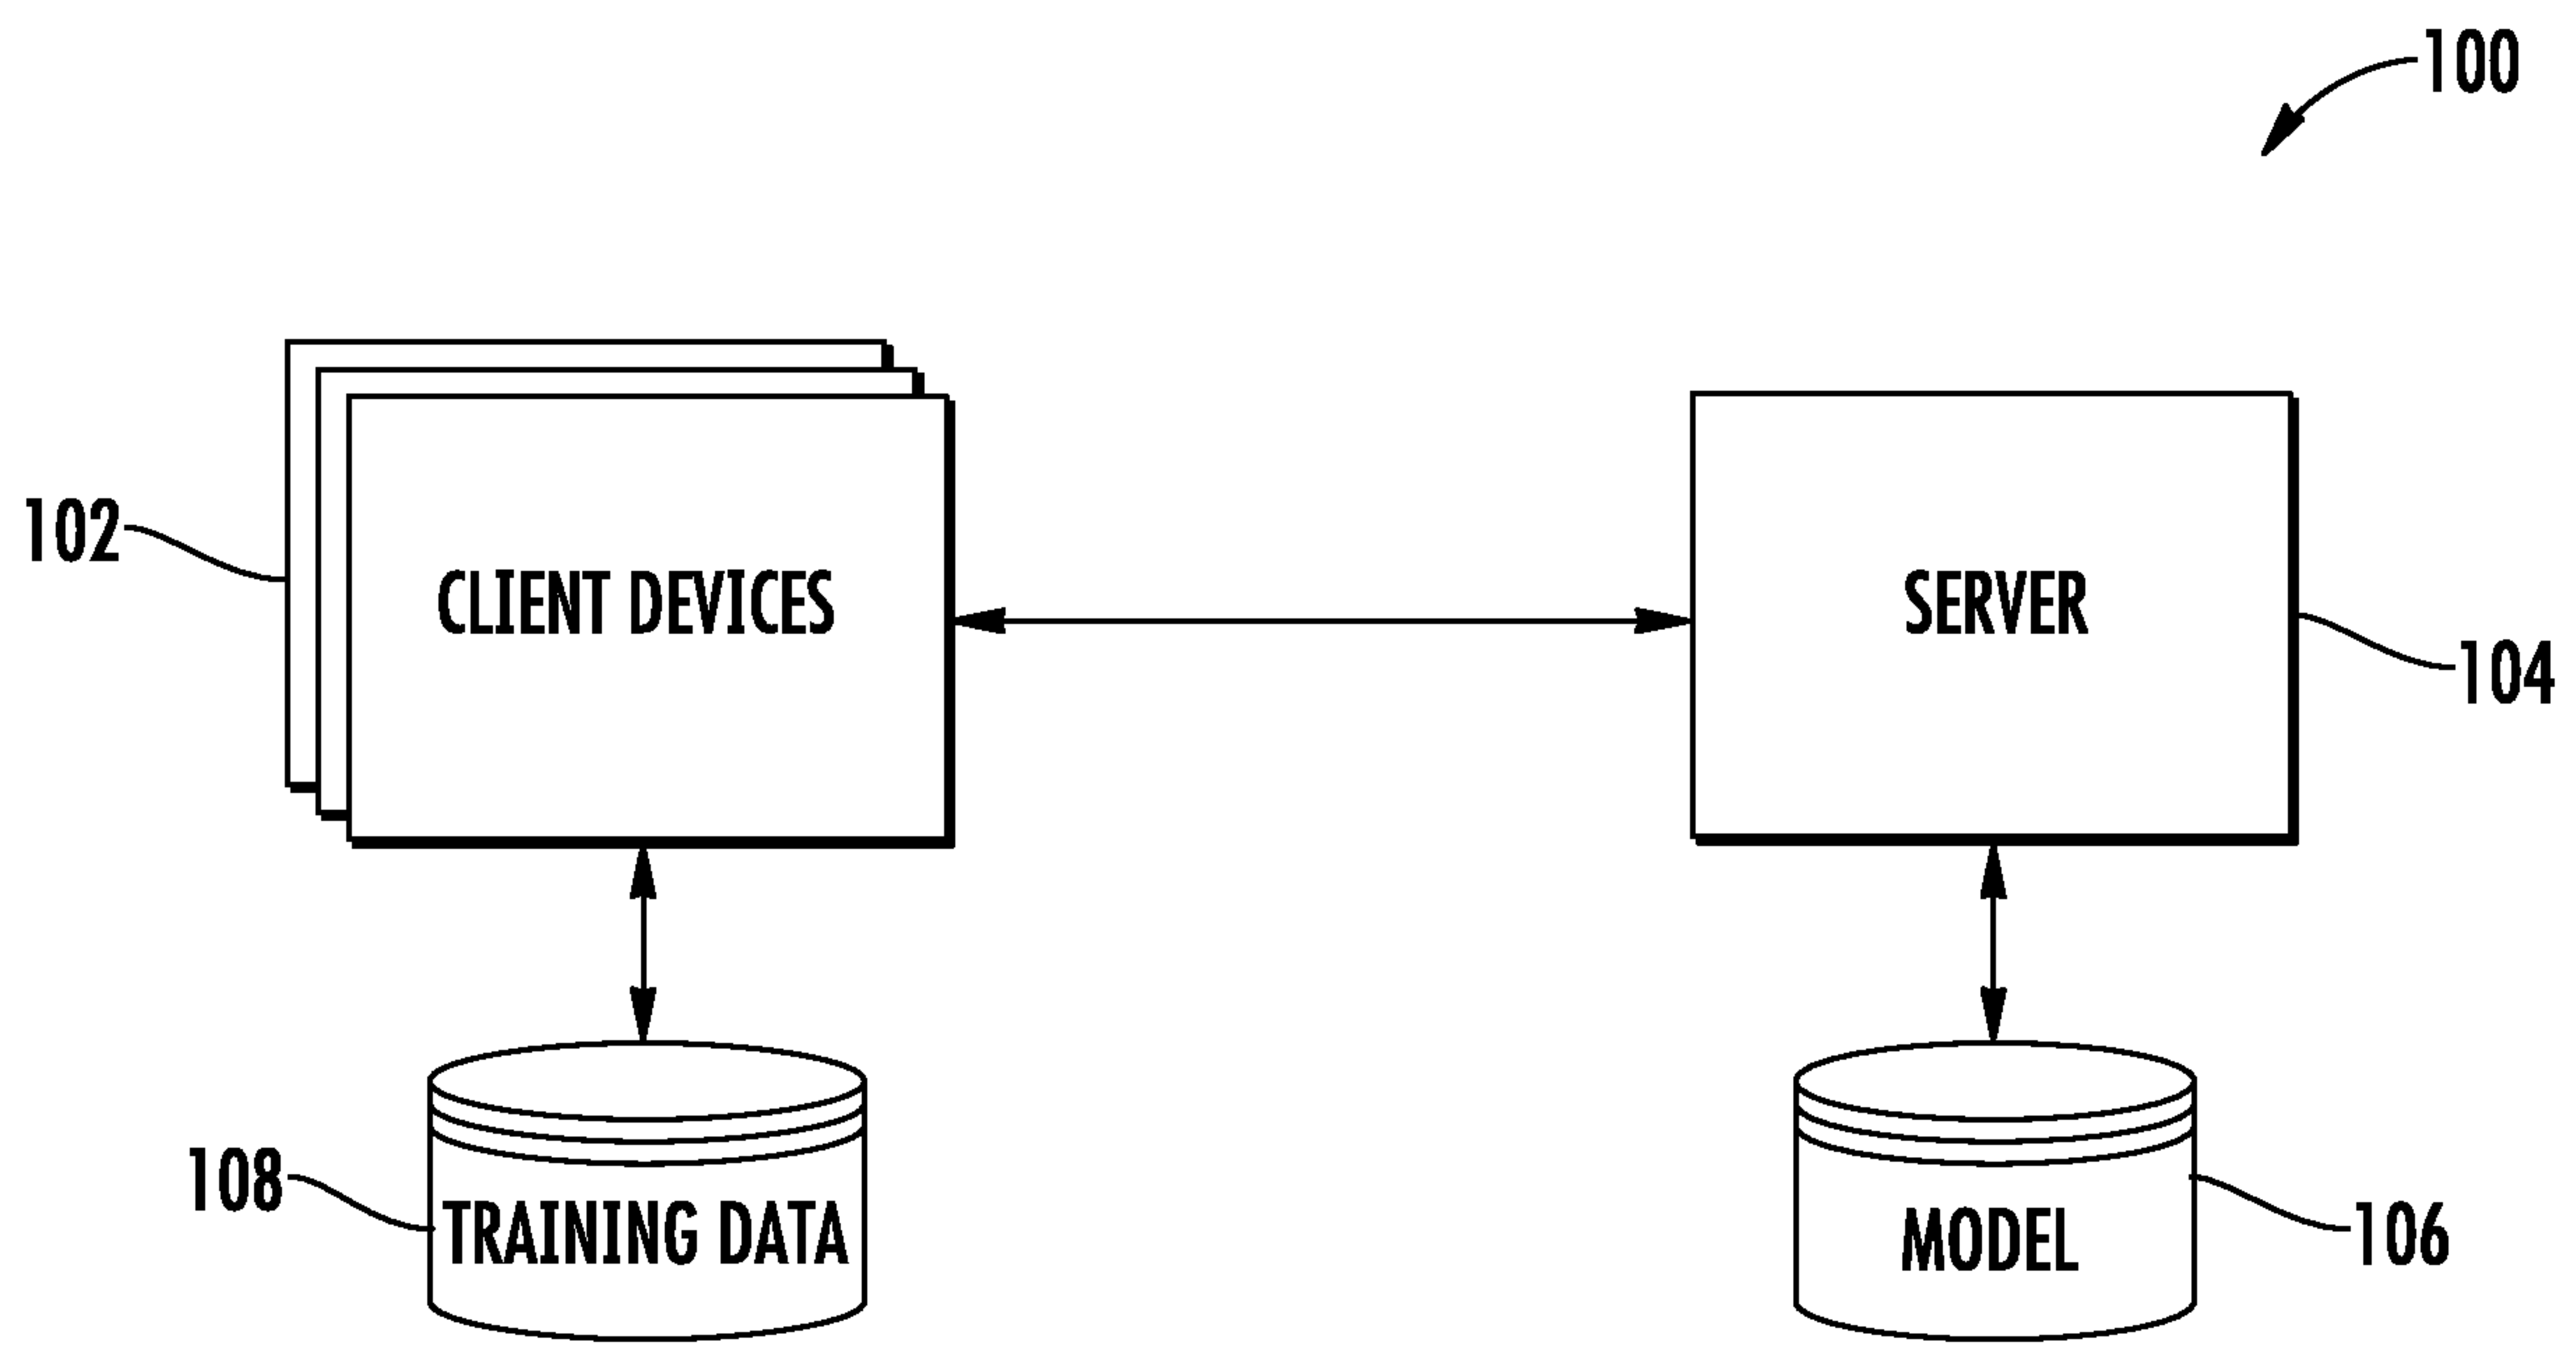 100
102
CLIENT DEVICES
SERVER
104
108
TRAINING DATA
MODEL
106